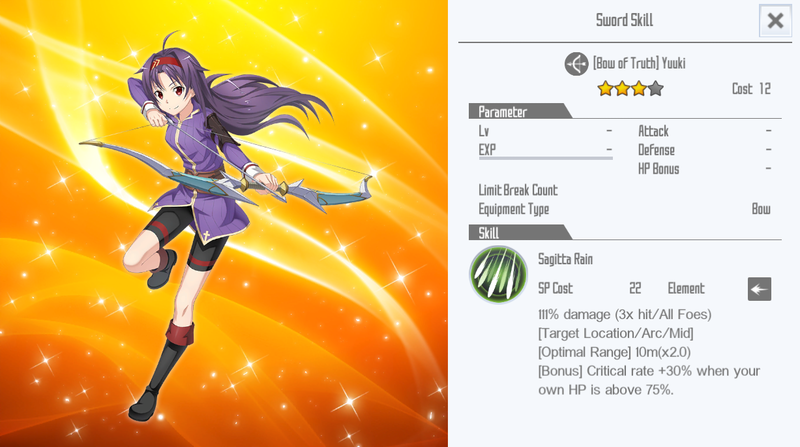 Sword Skill
[Bow of Truth] Yuuki
Cost 12
Parameter
Lv - Attack -
EXP - Defense -
HP Bonus -
Limit Break Count
Equipment Type Bow
Skill
Sagitta Rain
SP Cost 22 Element
111% damage (3x hit/All Foes)
[Target Location/Arc/Mid]
[Optimal Range] 10m(x2.0)
[Bonus] Critical rate +30% when your
own HP is above 75%.